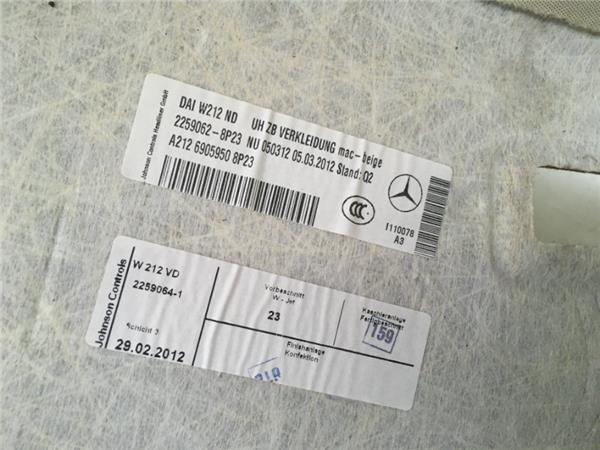 Johnson Controls Headliner GmbH
DAI W212 ND UH ZB VERKLEIDUNG mac-beige
2259062-8P23 NU 050312 05.03.2012 Stand: Q2
A212 6905950 8P23
CCC
I110078
A3
Johnson Controls
W 212 VD
2259064-1
Schicht 3
29.02.2012
Vorbeschnitt
W - Jet
23
Finishanlage
Konfektion
Kaschieranlage
Fertigbeschnitt
159